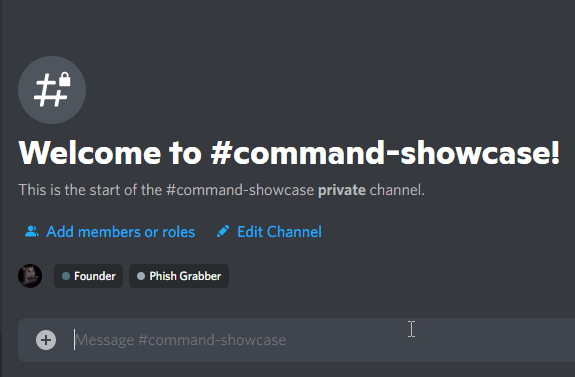 Welcome to #command-showcase!
This is the start of the #command-showcase private channel.
Add members or roles Edit Channel
Founder Phish Grabber
Message #command-showcase